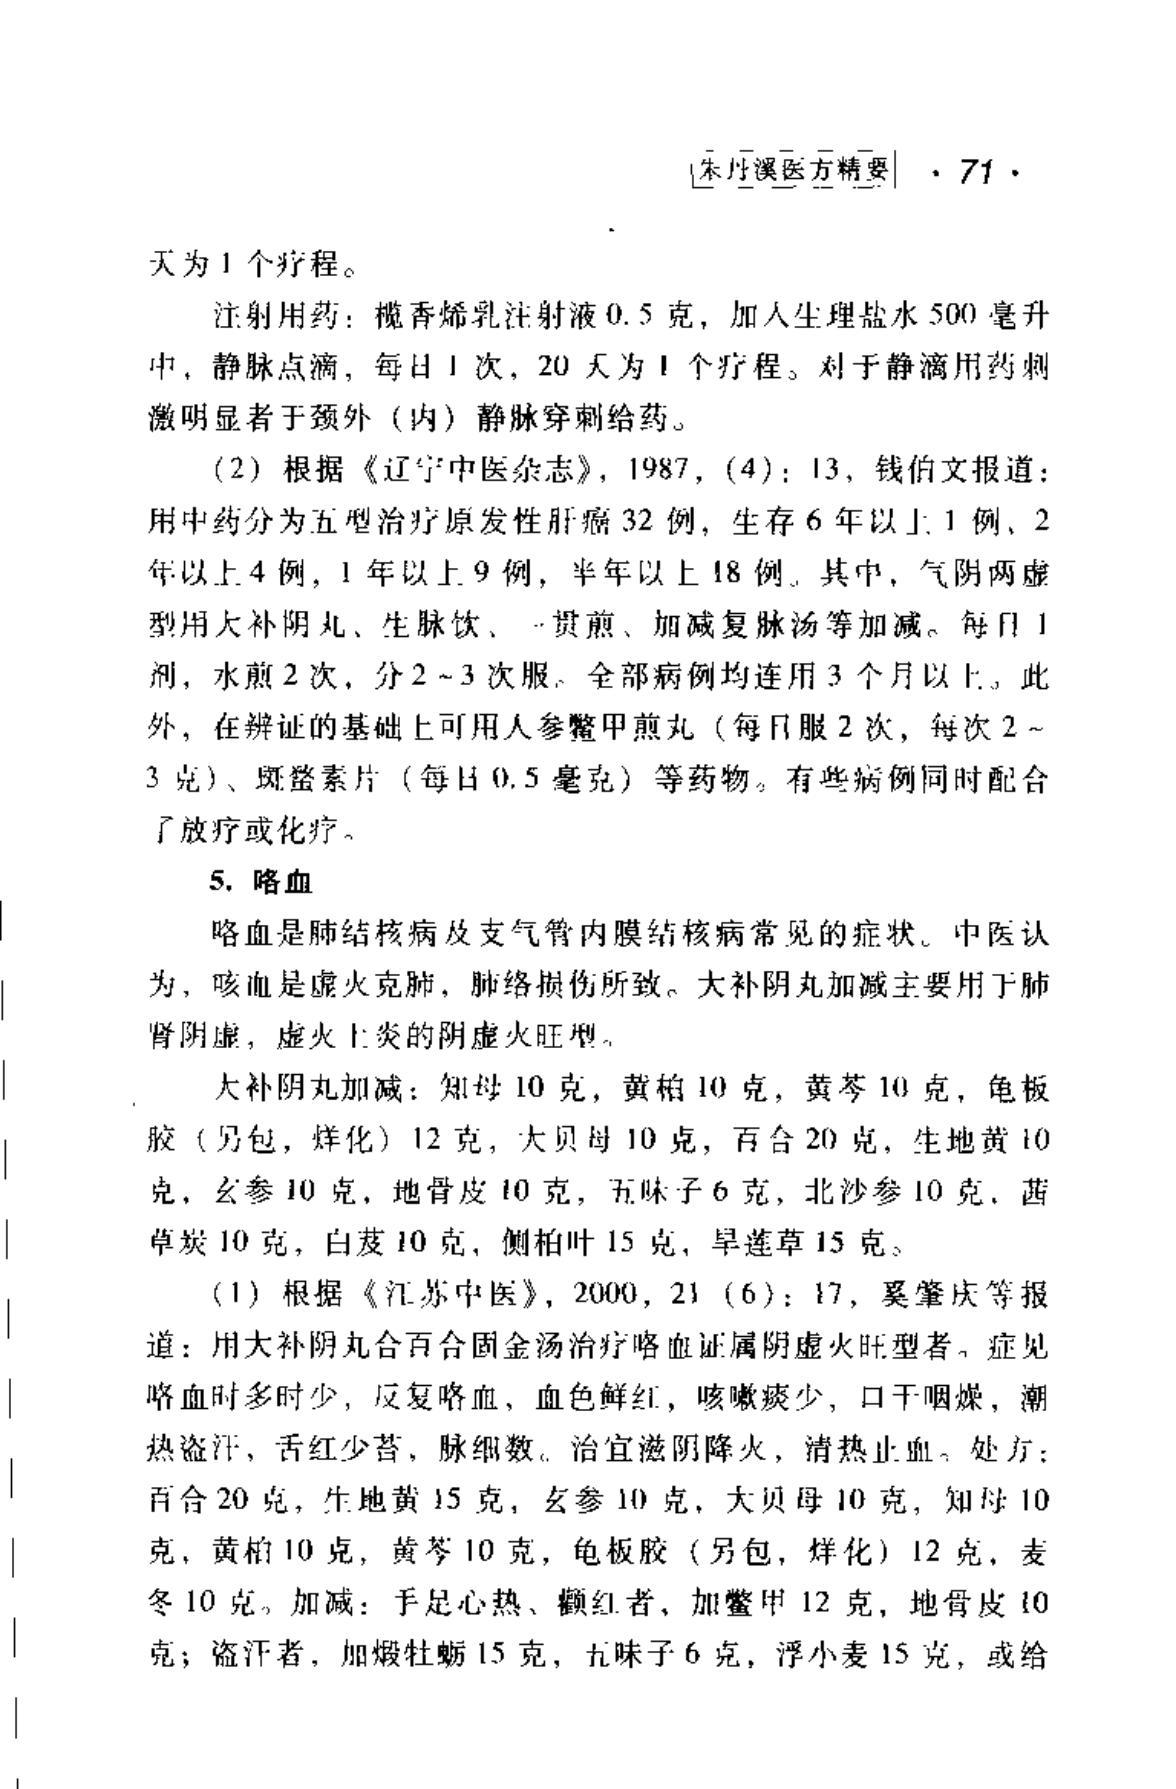 朱丹溪医方精要 · 71 ·
天为 1 个疗程。
注射用药：榄香烯乳注射液 0.5 克，加入生理盐水 500 毫升
中，静脉点滴，每日 1 次，20 天为 1 个疗程。对于静滴用药刺
激明显者于颈外（内）静脉穿刺给药。
（2）根据《辽宁中医杂志》，1987，(4)：13，钱伯文报道：
用中药分为五型治疗原发性肝癌 32 例，生存 6 年以上 1 例、2
年以上 4 例，1 年以上 9 例，半年以上 18 例。其中，气阴两虚
型用大补阴丸、生脉饮、一贯煎、加减复脉汤等加减。每日 1
剂，水煎 2 次，分 2～3 次服。全部病例均连用 3 个月以上。此
外，在辨证的基础上可用人参鳖甲煎丸（每日服 2 次，每次 2～
3 克）、斑蝥素片（每日 0.5 毫克）等药物。有些病例同时配合
了放疗或化疗。
5. 咯血
咯血是肺结核病及支气管内膜结核病常见的症状。中医认
为，咳血是虚火克肺，肺络损伤所致。大补阴丸加减主要用于肺
肾阴虚，虚火上炎的阴虚火旺型。
大补阴丸加减：知母 10 克，黄柏 10 克，黄芩 10 克，龟板
胶（另包，烊化）12 克，大贝母 10 克，百合 20 克，生地黄 10
克，玄参 10 克，地骨皮 10 克，五味子 6 克，北沙参 10 克，茜
草炭 10 克，白芨 10 克，侧柏叶 15 克，旱莲草 15 克。
（1）根据《江苏中医》，2000，21（6）：17，奚肇庆等报
道：用大补阴丸合百合固金汤治疗咯血证属阴虚火旺型者。症见
咯血时多时少，反复咯血，血色鲜红，咳嗽痰少，口干咽燥，潮
热盗汗，舌红少苔，脉细数。治宜滋阴降火，清热止血。处方：
百合 20 克，生地黄 15 克，玄参 10 克，大贝母 10 克，知母 10
克，黄柏 10 克，黄芩 10 克，龟板胶（另包，烊化）12 克，麦
冬 10 克。加减：手足心热、颧红者，加鳖甲 12 克，地骨皮 10
克；盗汗者，加煅牡蛎 15 克，五味子 6 克，浮小麦 15 克，或给